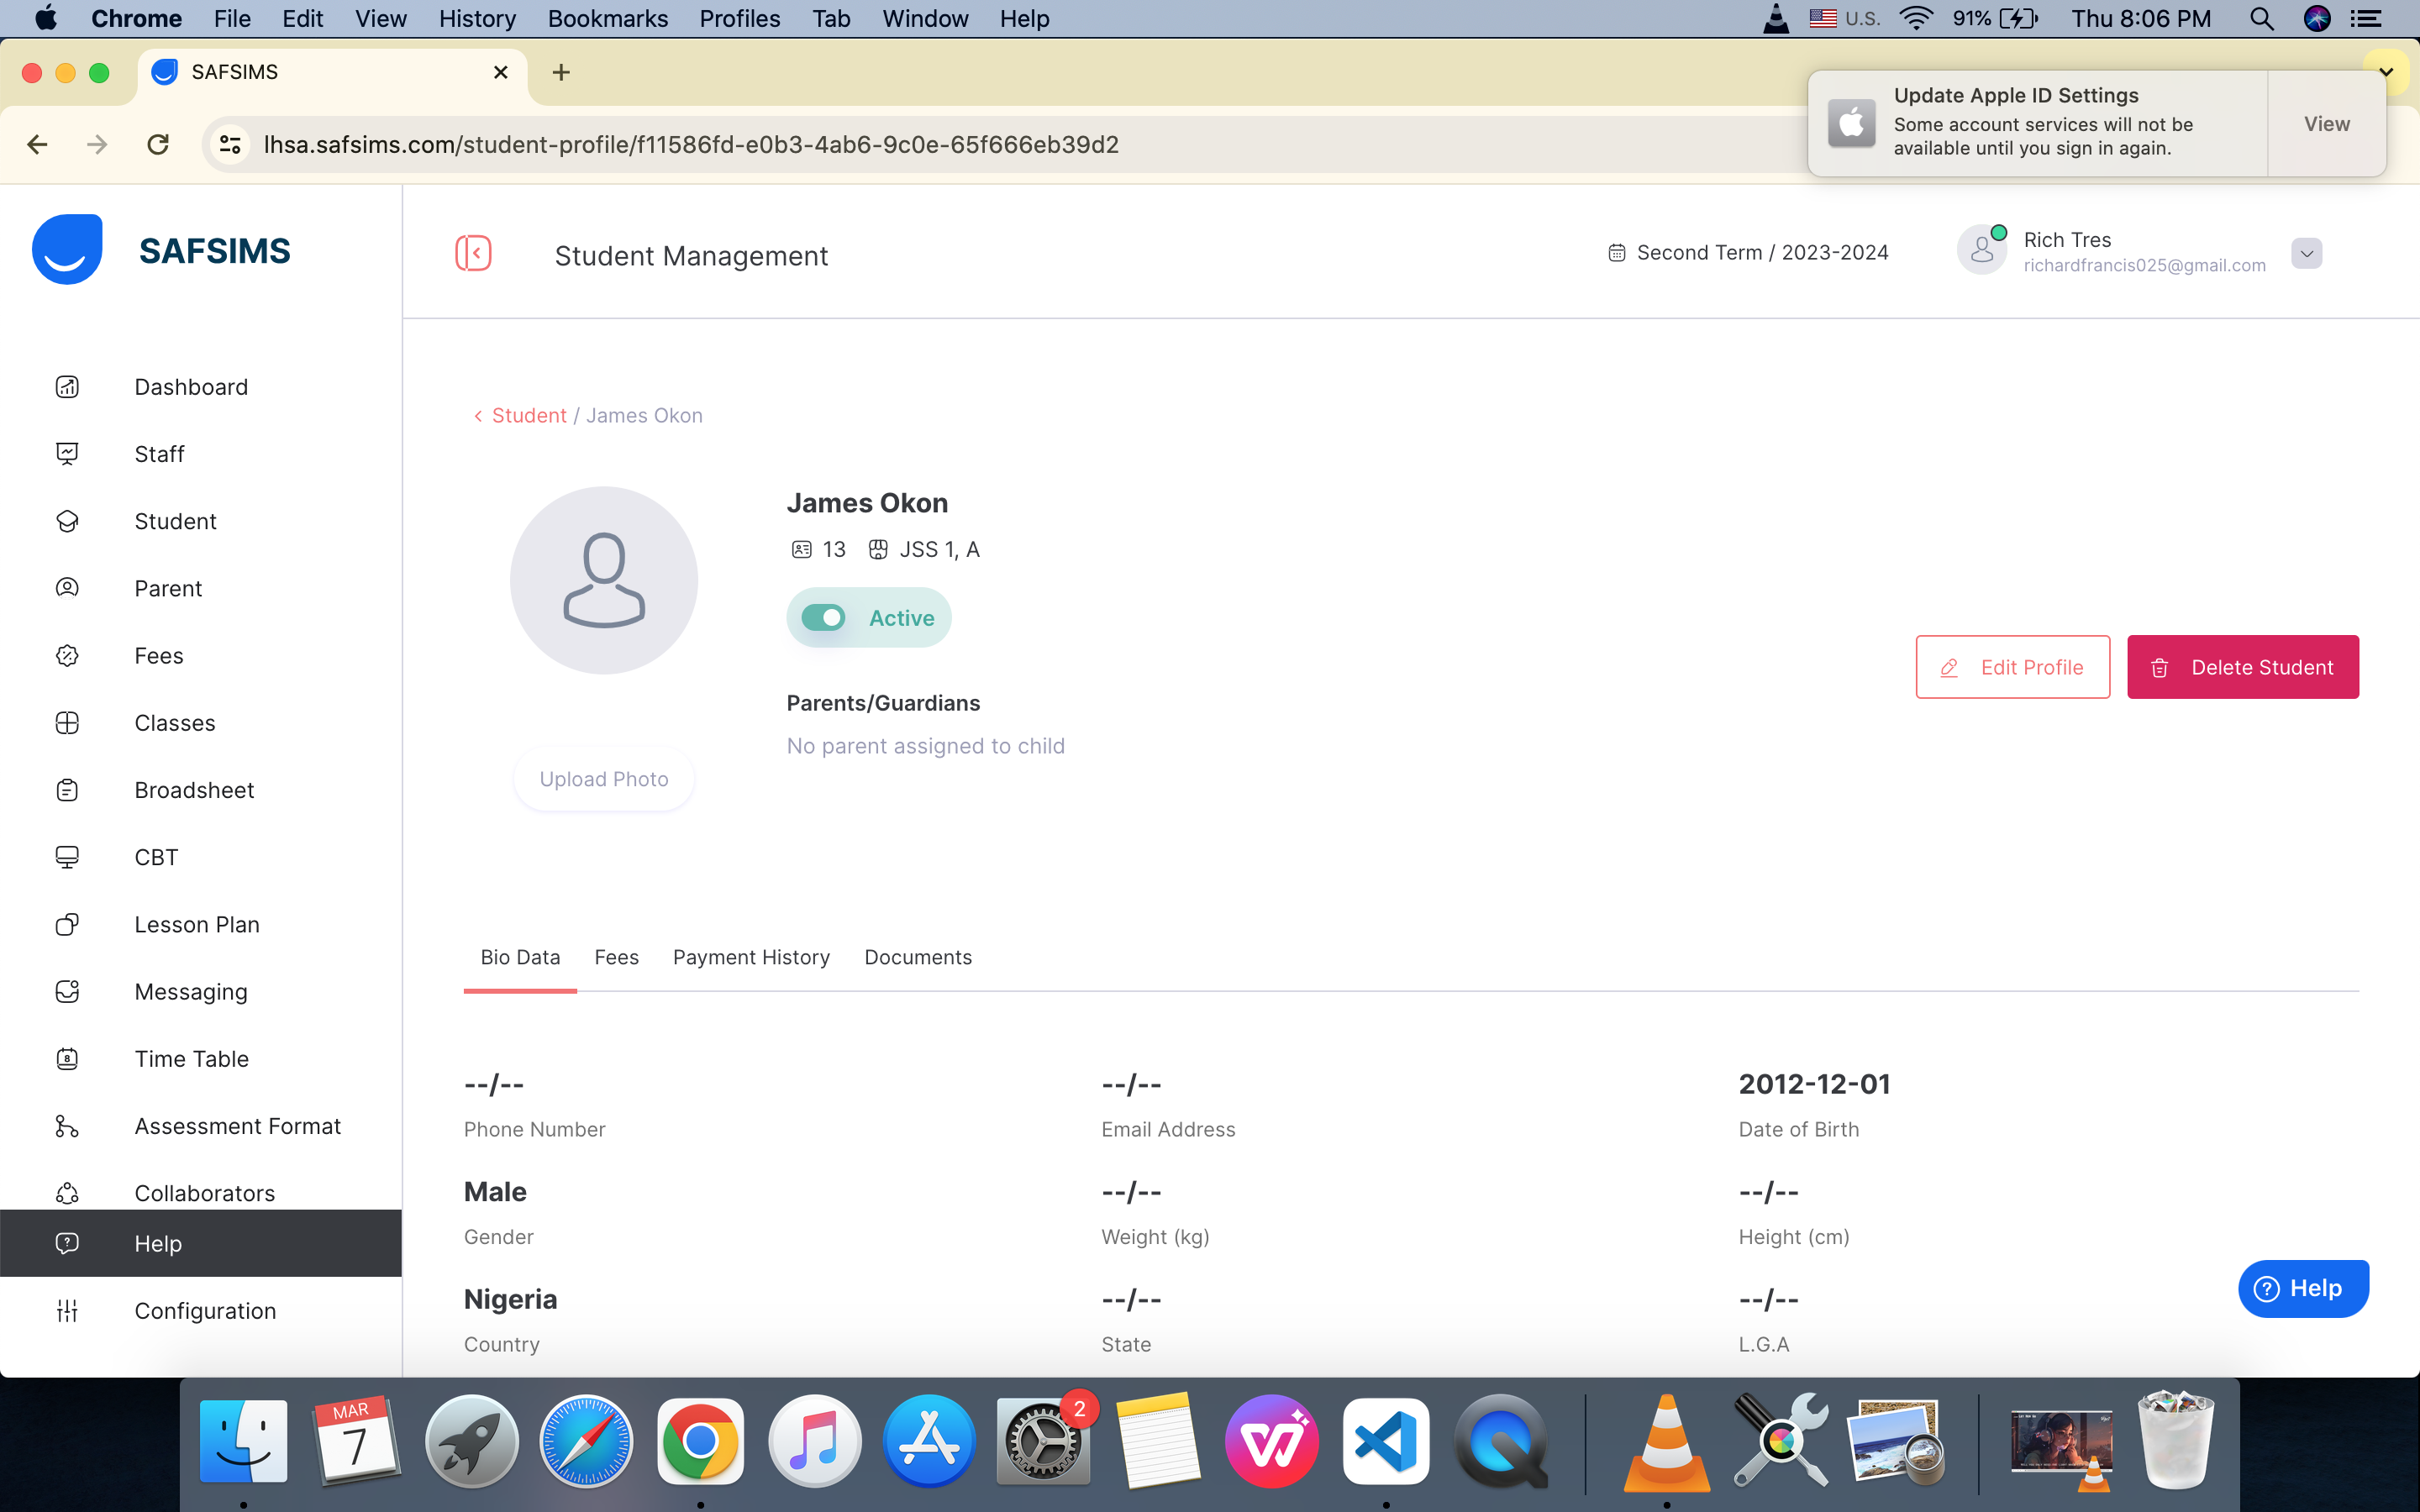 Chrome File Edit View History Bookmarks Profiles Tab Window Help U.S. 91% Thu 8:06 PM
SAFSIMS
Update Apple ID Settings
Some account services will not be
available until you sign in again.
View
lhsa.safsims.com/student-profile/f11586fd-e0b3-4ab6-9c0e-65f666eb39d2
SAFSIMS
Student Management
Second Term / 2023-2024
Rich Tres
richardfrancis025@gmail.com
Dashboard
Staff
Student
Parent
Fees
Classes
Broadsheet
CBT
Lesson Plan
Messaging
8
Time Table
Assessment Format
Collaborators
Help
Configuration
Student / James Okon
James Okon
13 JSS 1, A
Active
Parents/Guardians
No parent assigned to child
Upload Photo
Edit Profile
Delete Student
Bio Data Fees Payment History Documents
--/-- --/-- 2012-12-01
Phone Number Email Address Date of Birth
Male --/-- --/--
Gender Weight (kg) Height (cm)
Nigeria --/-- --/--
Country State L.G.A
? Help
MAR
7
2